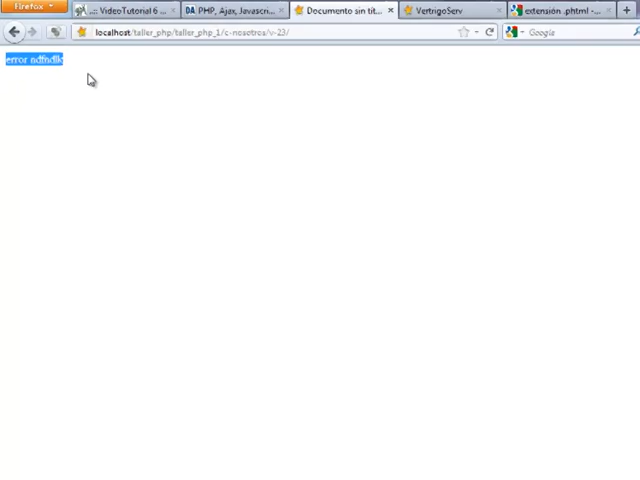 Firefox
.:: VideoTutorial 6 ...
DA PHP, Ajax, Javascri...
Documento sin tít...
VertrigoServ
extensión .phtml -...
localhost/taller_php/taller_php_1/c-nosotros/v-23/
Google
error